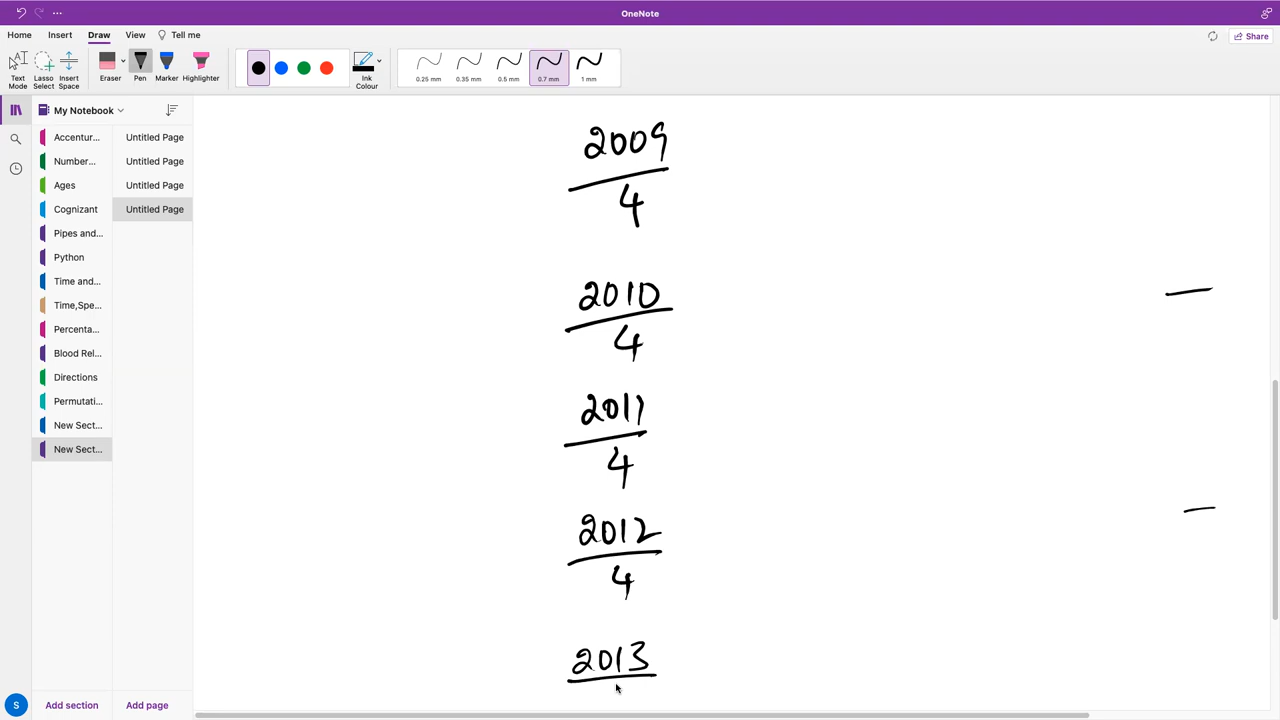 OneNote
Home Insert Draw View Tell me
Share
Text Mode
Lasso Select
Insert Space
Eraser
Pen
Marker
Highlighter
Ink Colour
0.25 mm
0.35 mm
0.5 mm
0.7 mm
1 mm
My Notebook
Accentur...
Number...
Ages
Cognizant
Pipes and...
Python
Time and...
Time,Spe...
Percenta...
Blood Rel...
Directions
Permutati...
New Sect...
New Sect...
Untitled Page
Untitled Page
Untitled Page
Untitled Page
2009
4
2010
4
2011
4
2012
4
2013
S
Add section
Add page